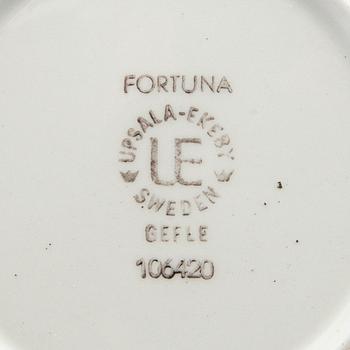 FORTUNA
UPSALA-EKEBY
UE
SWEDEN
GEFLE
106420